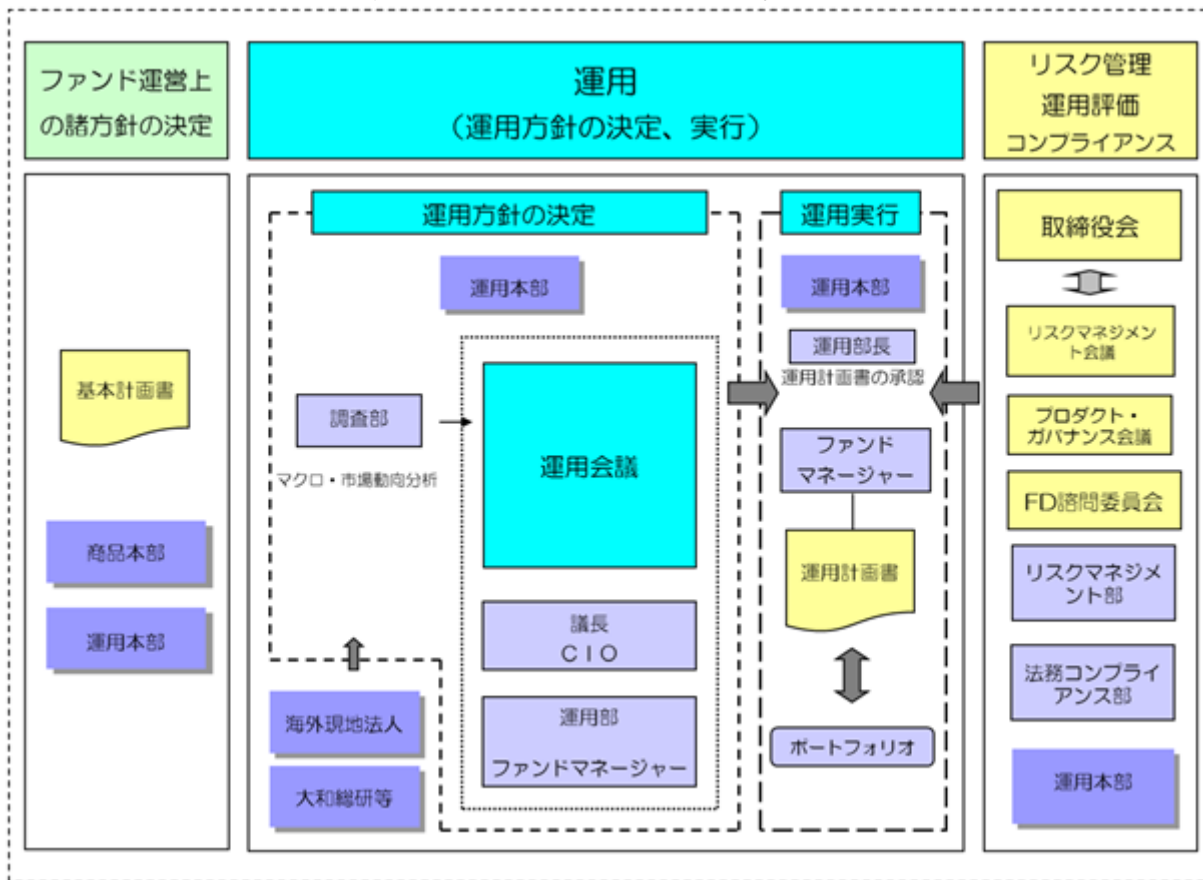 ファンド運営上
の諸方針の決定
運用
（運用方針の決定、実行）
リスク管理
運用評価
コンプライアンス
基本計画書
商品本部
運用本部
運用方針の決定
運用本部
調査部
マクロ・市場動向分析
運用会議
議長
ＣＩＯ
運用部
ファンドマネージャー
海外現地法人
大和総研等
運用実行
運用本部
運用部長
運用計画書の承認
ファンド
マネージャー
運用計画書
ポートフォリオ
取締役会
リスクマネジメン
ト会議
プロダクト・
ガバナンス会議
FD諮問委員会
リスクマネジメ
ント部
法務コンプライ
アンス部
運用本部